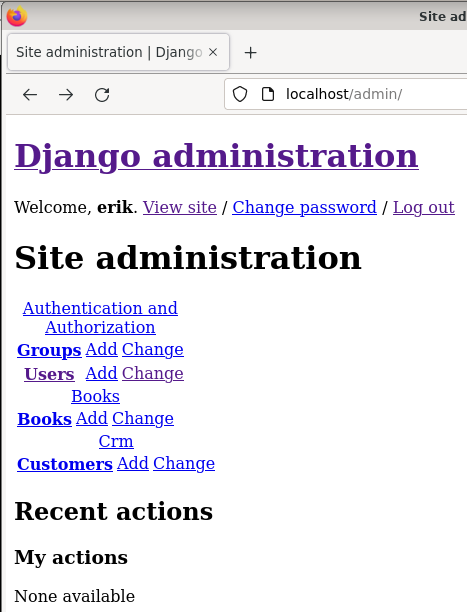 Site ad
Site administration | Django
localhost/admin/
Django administration
Welcome, erik. View site / Change password / Log out
Site administration
Authentication and
Authorization
Groups Add Change
Users Add Change
Books
Books Add Change
Crm
Customers Add Change
Recent actions
My actions
None available